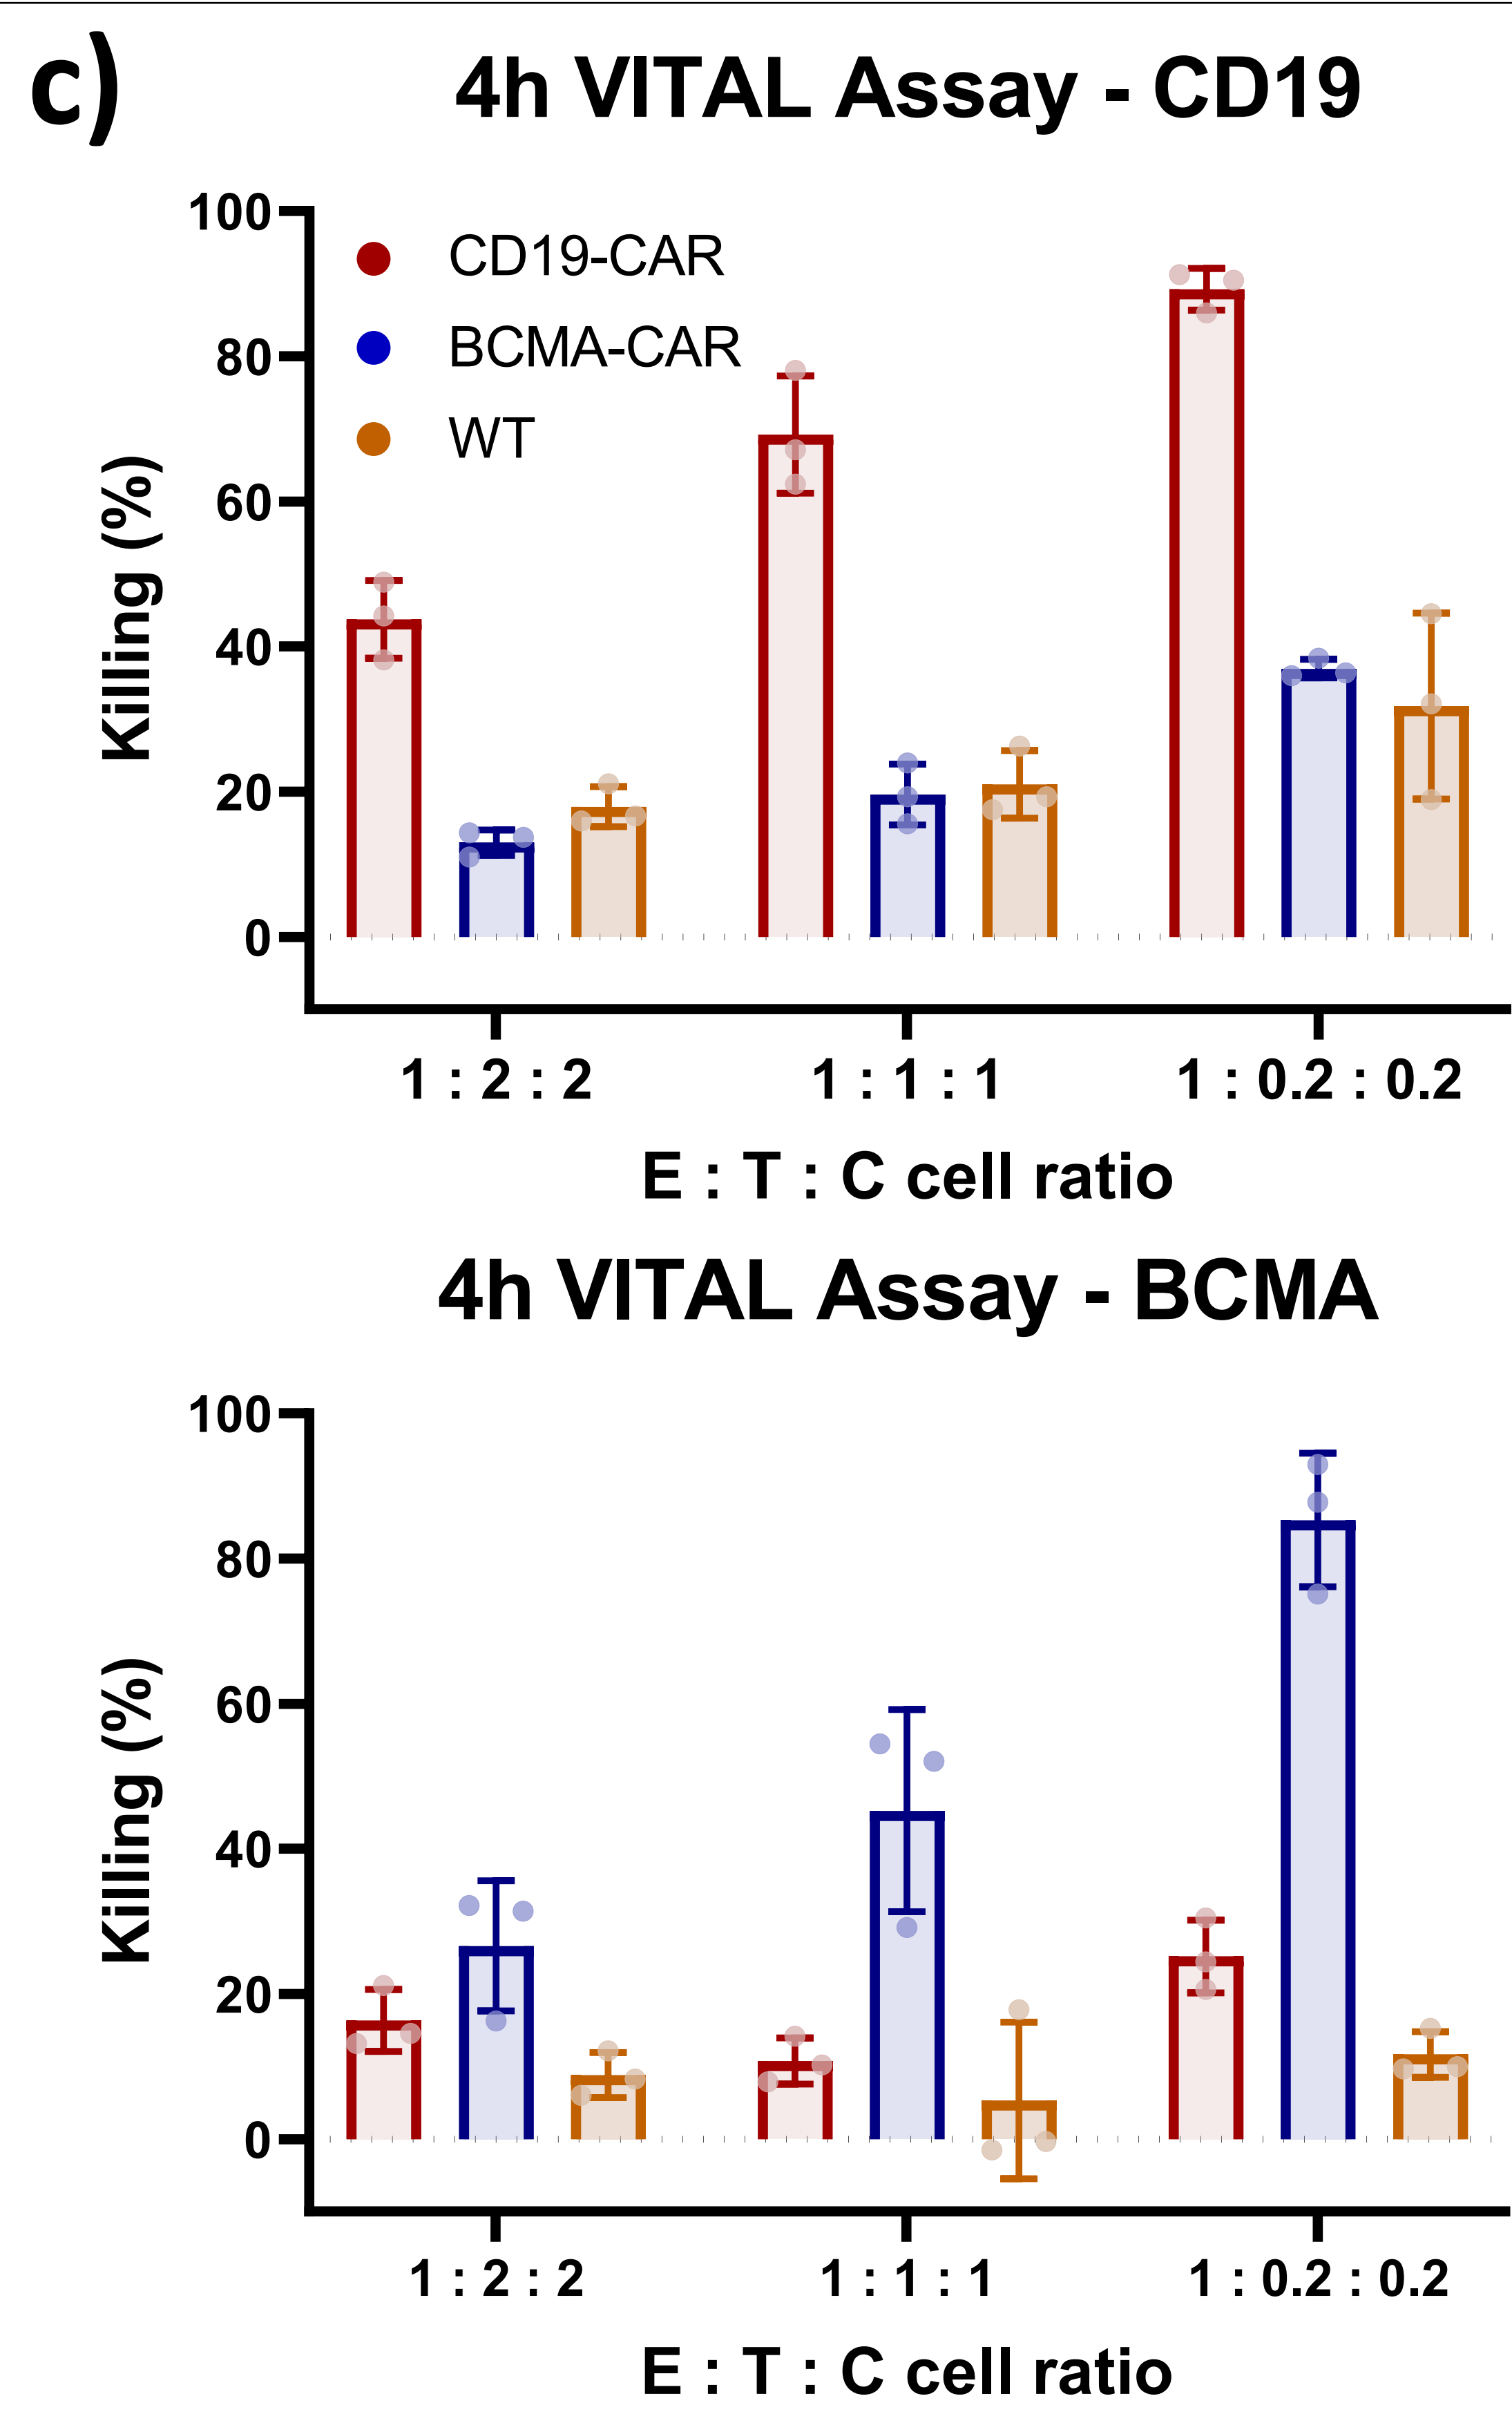 c)
4h VITAL Assay - CD19
100
80
60
40
20
0
Killing (%)
CD19-CAR
BCMA-CAR
WT
1 : 2 : 2
1 : 1 : 1
1 : 0.2 : 0.2
E : T : C cell ratio
4h VITAL Assay - BCMA
100
80
60
40
20
0
Killing (%)
1 : 2 : 2
1 : 1 : 1
1 : 0.2 : 0.2
E : T : C cell ratio